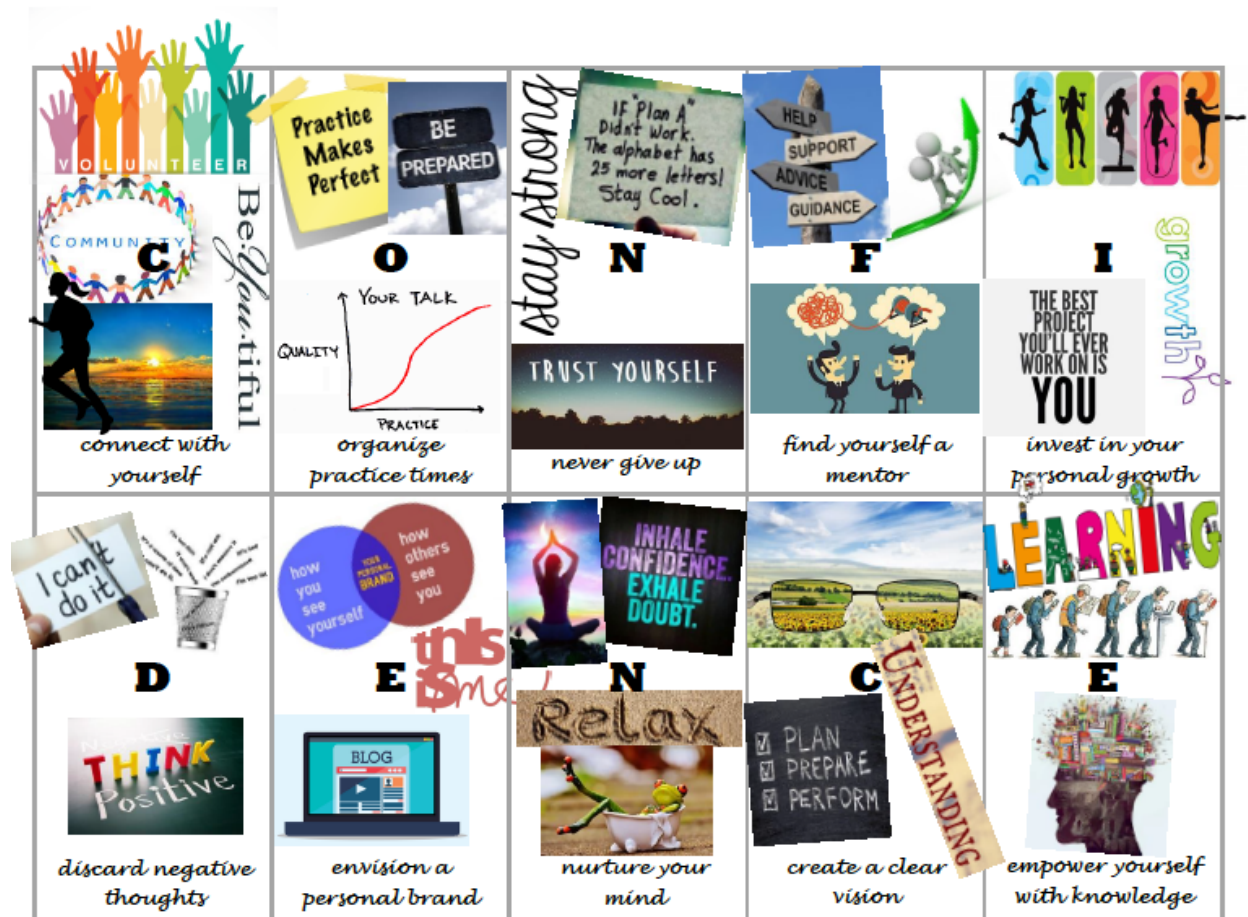 VOLUNTEER
COMMUNITY
Be·You·tiful
C
connect with
yourself
Practice
Makes
Perfect
BE
PREPARED
O
YOUR TALK
QUALITY
PRACTICE
organize
practice times
stay strong
IF "Plan A"
Didn't work.
The alphabet has
25 more letters!
Stay Cool.
N
TRUST YOURSELF
never give up
HELP
SUPPORT
ADVICE
GUIDANCE
F
find yourself a
mentor
I
growth
THE BEST
PROJECT
YOU'LL EVER
WORK ON IS
YOU
invest in your
personal growth
I can't
do it
D
THINK
Positive
discard negative
thoughts
how
you
see
yourself
YOUR
PERSONAL
BRAND
how
others
see
you
this
is me
E
BLOG
envision a
personal brand
INHALE
CONFIDENCE.
EXHALE
DOUBT.
N
Relax
nurture your
mind
C
UNDERSTANDING
PLAN
PREPARE
PERFORM
create a clear
vision
LEARNING
E
empower yourself
with knowledge